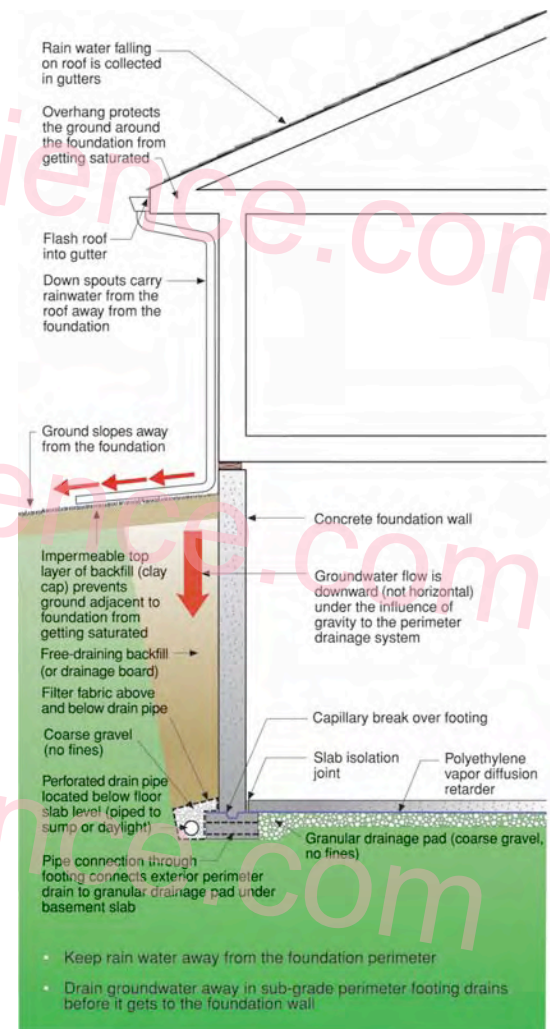 Rain water falling
on roof is collected
in gutters
Overhang protects
the ground around
the foundation from
getting saturated
Flash roof
into gutter
Down spouts carry
rainwater from the
roof away from the
foundation
Ground slopes away
from the foundation
Concrete foundation wall
Impermeable top
layer of backfill (clay
cap) prevents
ground adjacent to
foundation from
getting saturated
Groundwater flow is
downward (not horizontal)
under the influence of
gravity to the perimeter
drainage system
Free-draining backfill
(or drainage board)
Filter fabric above
and below drain pipe
Capillary break over footing
Coarse gravel
(no fines)
Slab isolation
joint
Polyethylene
vapor diffusion
retarder
Perforated drain pipe
located below floor
slab level (piped to
sump or daylight)
Granular drainage pad (coarse gravel,
no fines)
Pipe connection through
footing connects exterior perimeter
drain to granular drainage pad under
basement slab
• Keep rain water away from the foundation perimeter
• Drain groundwater away in sub-grade perimeter footing drains
before it gets to the foundation wall
ience.com
ence.com
nce.com